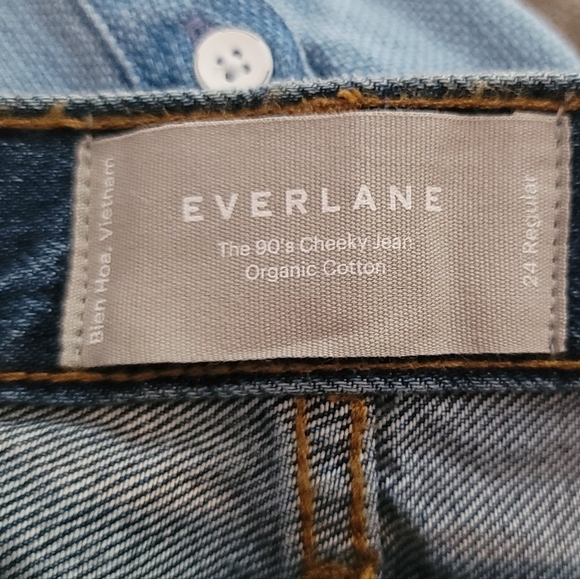 Bien Hoa, Vietnam
EVERLANE
The 90's Cheeky Jean
Organic Cotton
24 Regular